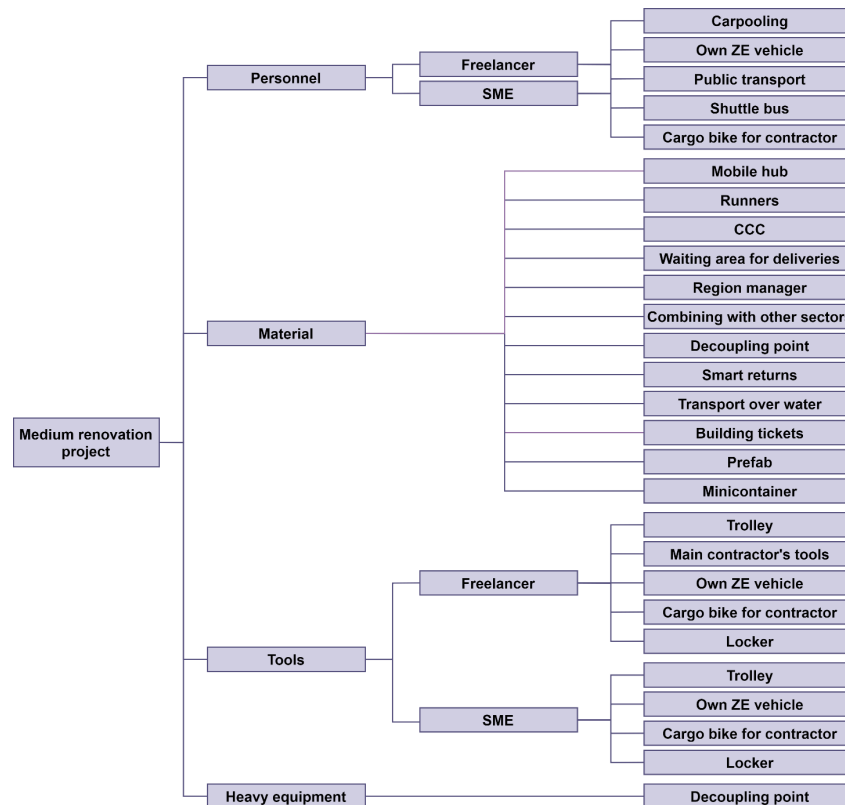 Medium renovation
project
Personnel
Freelancer
SME
Carpooling
Own ZE vehicle
Public transport
Shuttle bus
Cargo bike for contractor
Material
Mobile hub
Runners
CCC
Waiting area for deliveries
Region manager
Combining with other sector
Decoupling point
Smart returns
Transport over water
Building tickets
Prefab
Minicontainer
Tools
Freelancer
Trolley
Main contractor's tools
Own ZE vehicle
Cargo bike for contractor
Locker
SME
Trolley
Own ZE vehicle
Cargo bike for contractor
Locker
Heavy equipment
Decoupling point